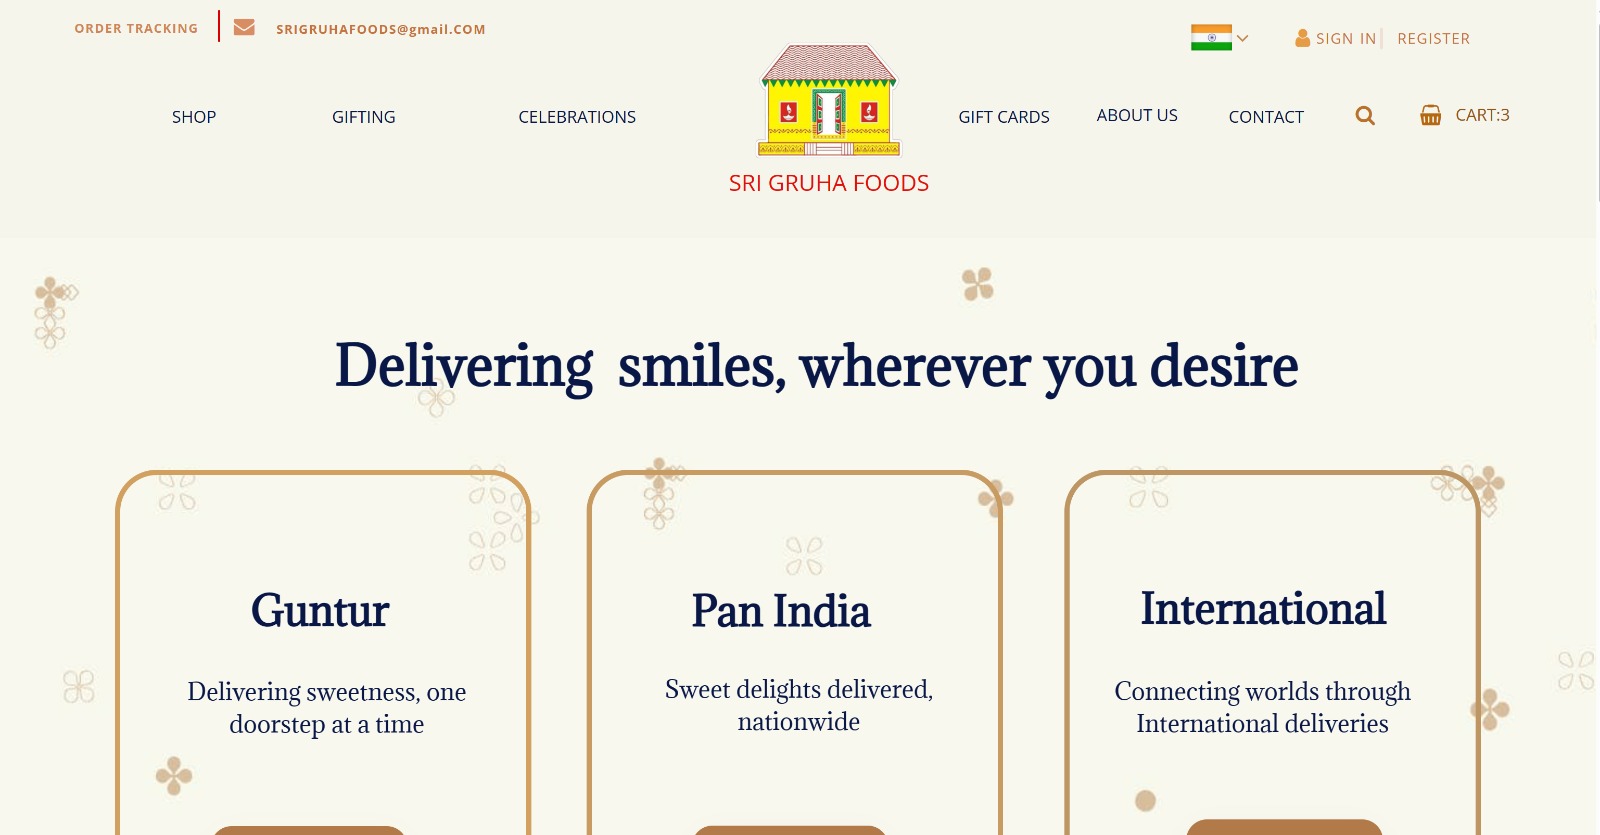 ORDER TRACKING
SRIGRUHAFOODS@gmail.COM
SIGN IN
REGISTER
SHOP
GIFTING
CELEBRATIONS
GIFT CARDS
ABOUT US
CONTACT
CART:3
SRI GRUHA FOODS
Delivering smiles, wherever you desire
Guntur
Delivering sweetness, one
doorstep at a time
Pan India
Sweet delights delivered,
nationwide
International
Connecting worlds through
International deliveries